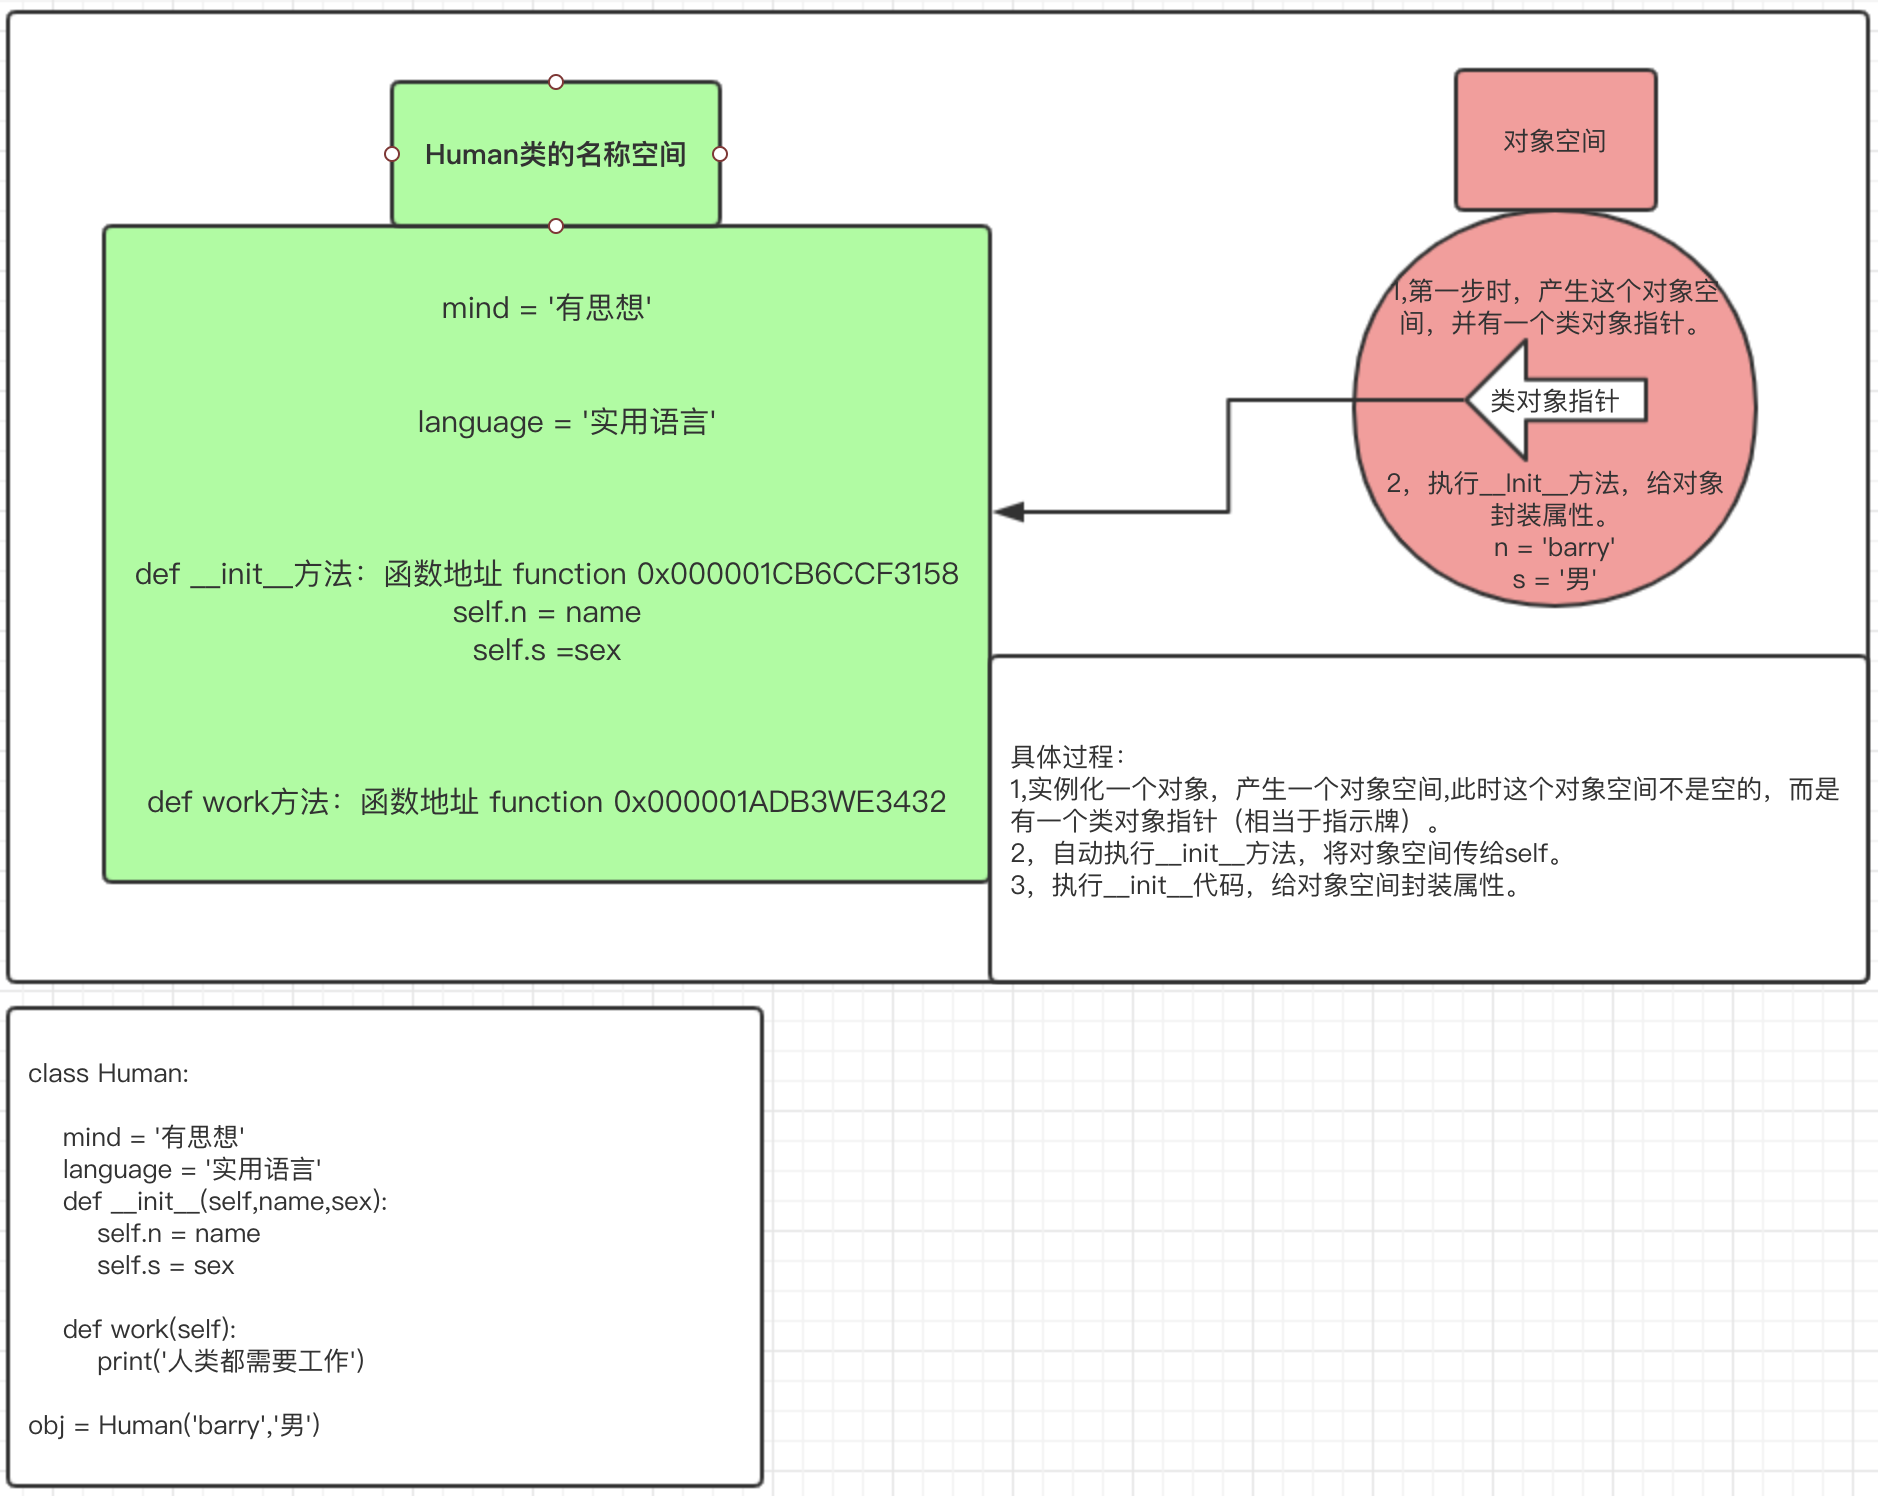 Human类的名称空间
mind = '有思想'
language = '实用语言'
def __init__方法：函数地址 function 0x000001CB6CCF3158
self.n = name
self.s =sex
def work方法：函数地址 function 0x000001ADB3WE3432
对象空间
1,第一步时，产生这个对象空
间，并有一个类对象指针。
类对象指针
2，执行__Init__方法，给对象
封装属性。
n = 'barry'
s = '男'
具体过程：
1,实例化一个对象，产生一个对象空间,此时这个对象空间不是空的，而是
有一个类对象指针（相当于指示牌）。
2，自动执行__init__方法，将对象空间传给self。
3，执行__init__代码，给对象空间封装属性。
class Human:
mind = '有思想'
language = '实用语言'
def __init__(self,name,sex):
self.n = name
self.s = sex
def work(self):
print('人类都需要工作')
obj = Human('barry','男')